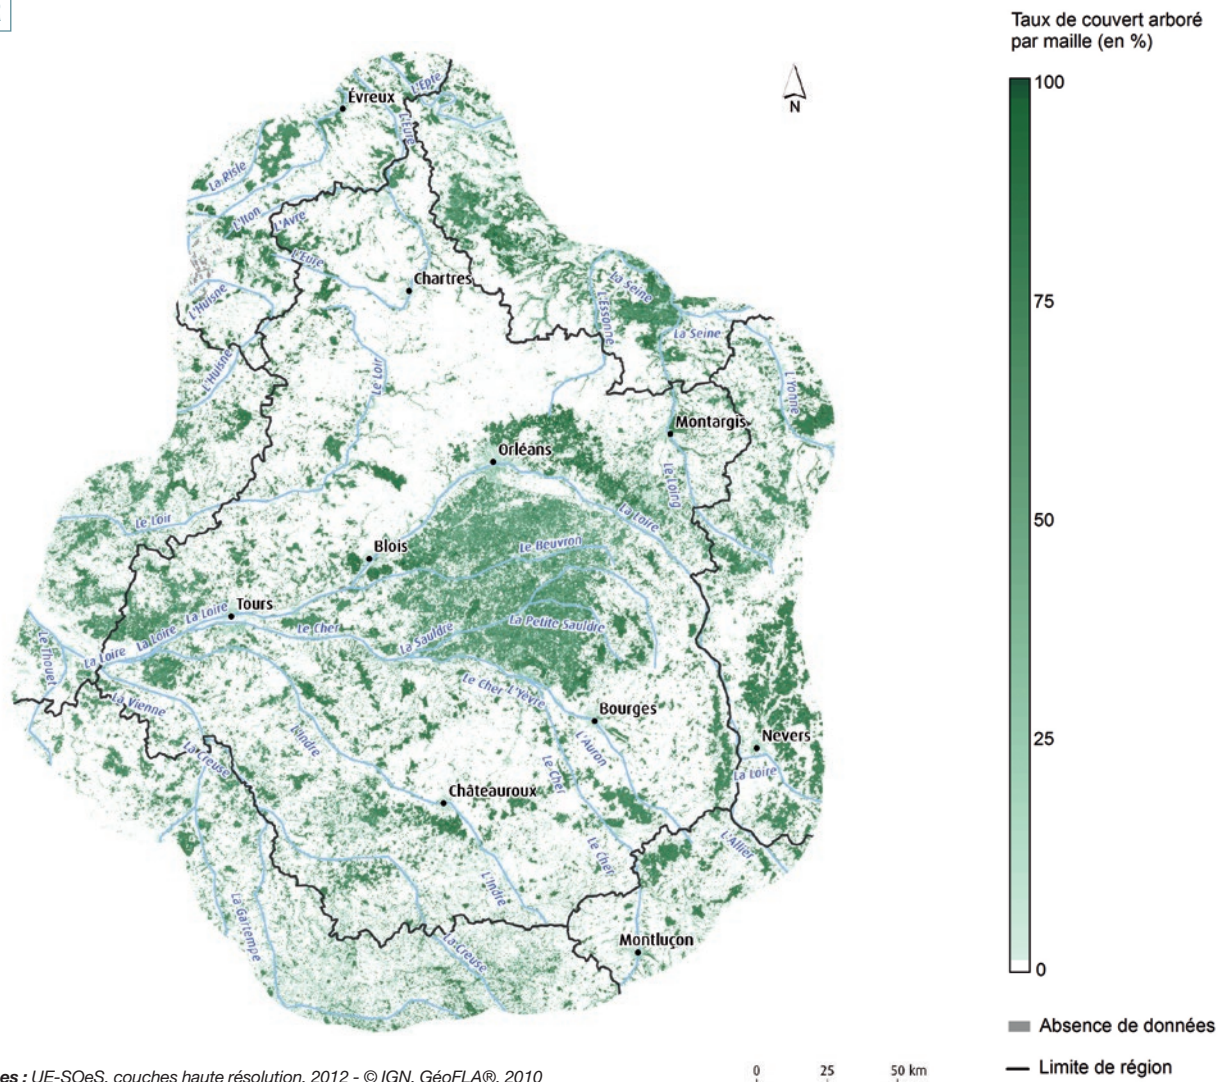 Taux de couvert arboré
par maille (en %)
100
75
50
25
0
Absence de données
Limite de région
N
L'Epte
Évreux
L'Eure
La Risle
L'Iton
L'Avre
L'Eure
Chartres
La Seine
L'Huisne
L'Essonne
La Seine
L'Huisne
Le Loir
L'Yonne
Montargis
Orléans
Le Loing
Le Loir
La Loire
Blois
Le Beuvron
Tours
La Loire
La Loire
La Loire
Le Cher
La Petite Sauldre
La Sauldre
Le Thouet
Le Cher
L'Yèvre
La Vienne
Bourges
L'Indre
L'Auron
Nevers
La Creuse
Le Cher
La Loire
Châteauroux
L'Allier
Le Cher
L'Indre
La Gartempe
Montluçon
La Creuse
es : UE-SOeS, couches haute résolution, 2012 - © IGN, GéoFLA®, 2010
0 25 50 km